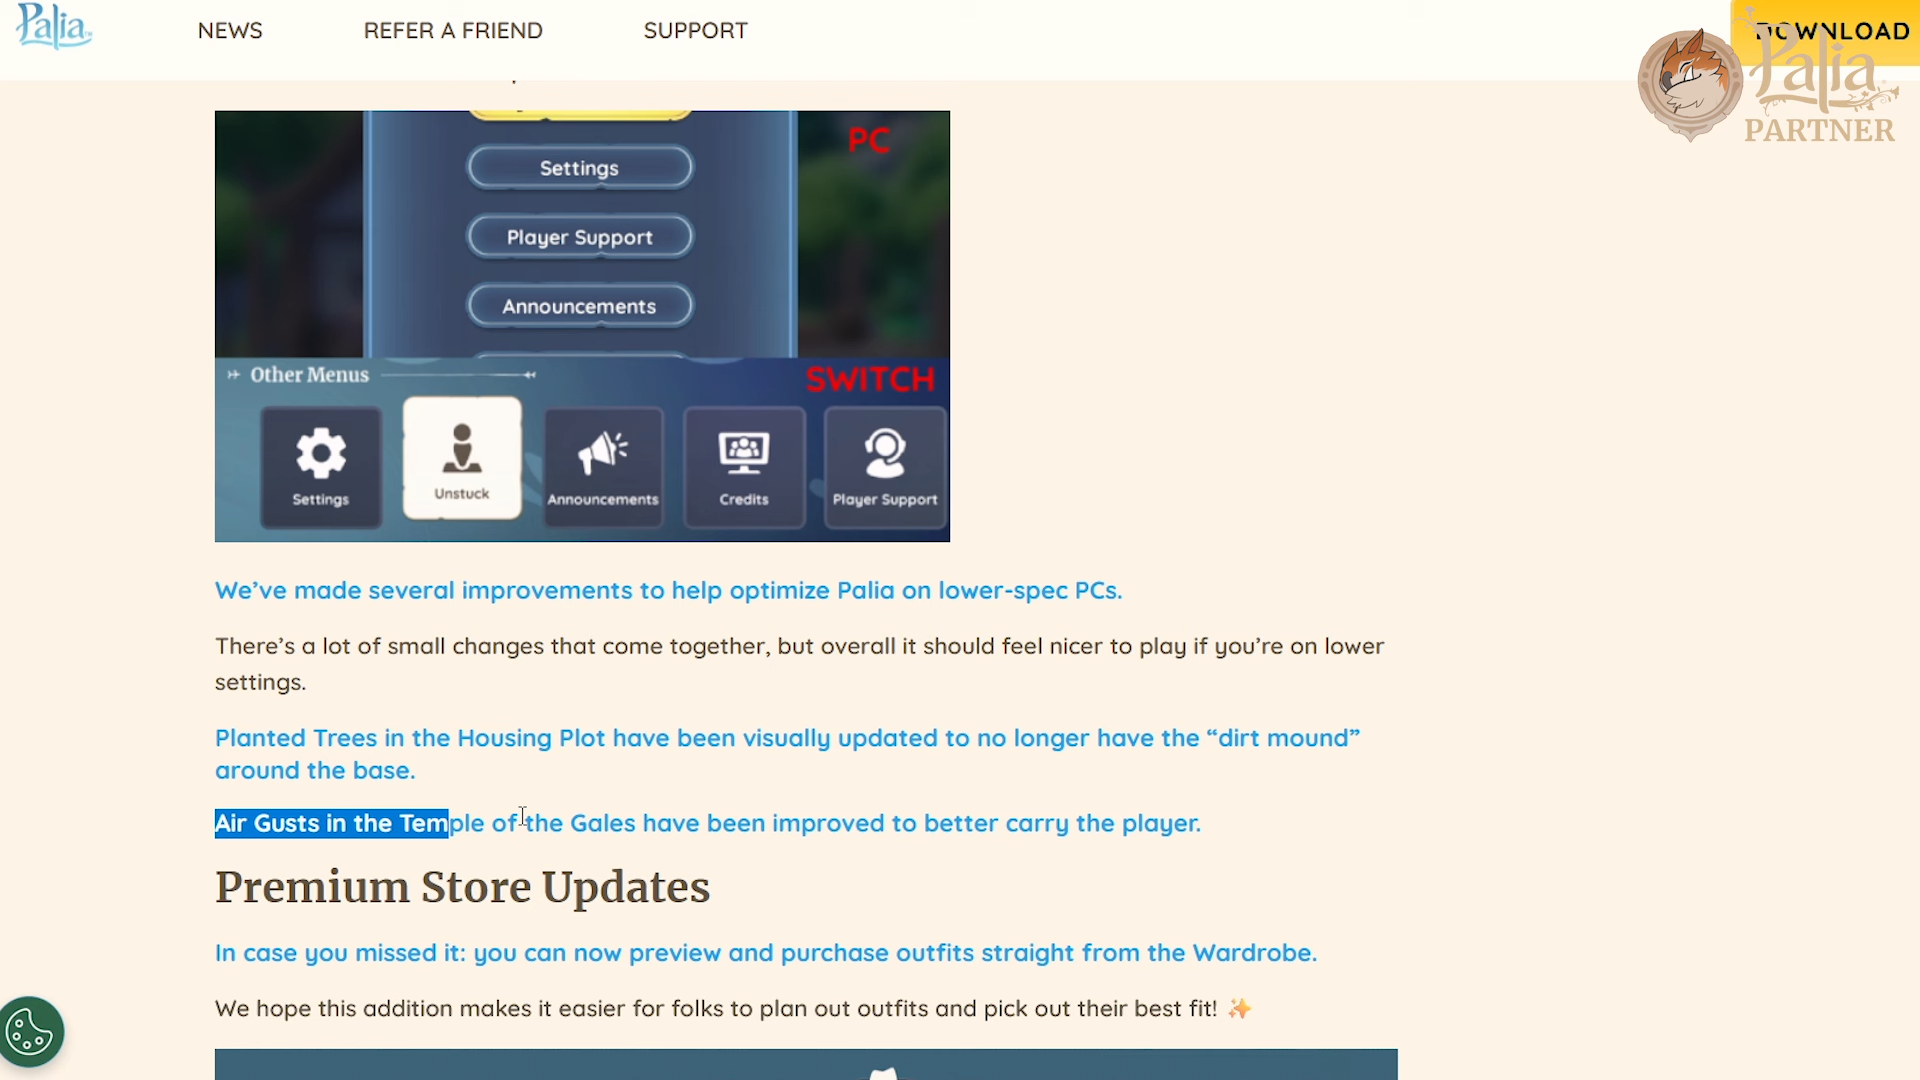 Palia
NEWS
REFER A FRIEND
SUPPORT
DOWNLOAD
Palia
PARTNER
PC
Settings
Player Support
Announcements
Other Menus
SWITCH
Settings
Unstuck
Announcements
Credits
Player Support
We’ve made several improvements to help optimize Palia on lower-spec PCs.
There’s a lot of small changes that come together, but overall it should feel nicer to play if you’re on lower
settings.
Planted Trees in the Housing Plot have been visually updated to no longer have the “dirt mound”
around the base.
Air Gusts in the Temple of the Gales have been improved to better carry the player.
Premium Store Updates
In case you missed it: you can now preview and purchase outfits straight from the Wardrobe.
We hope this addition makes it easier for folks to plan out outfits and pick out their best fit! ✨